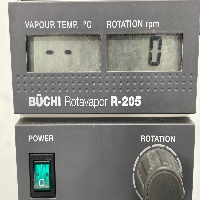 VAPOUR TEMP. °C ROTATION rpm
-- 0
BÜCHI Rotavapor R-205
POWER ROTATION